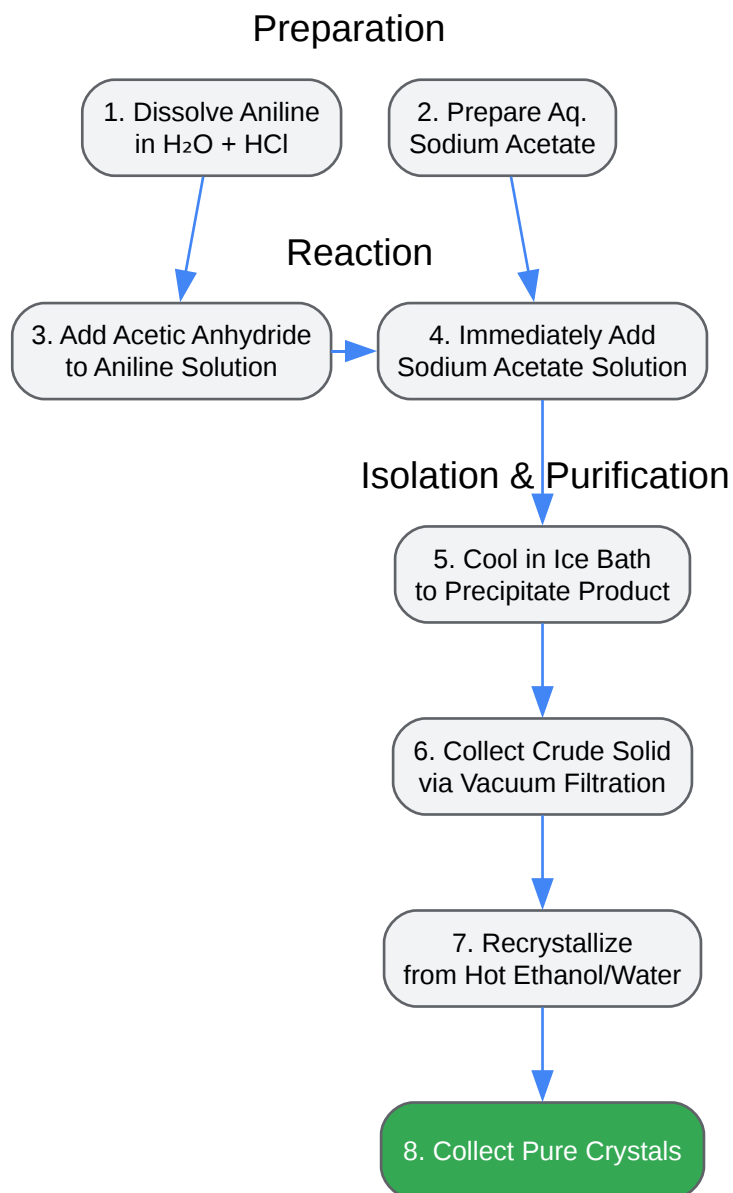 Preparation
1. Dissolve Aniline
in H₂O + HCl
2. Prepare Aq.
Sodium Acetate
Reaction
3. Add Acetic Anhydride
to Aniline Solution
4. Immediately Add
Sodium Acetate Solution
Isolation & Purification
5. Cool in Ice Bath
to Precipitate Product
6. Collect Crude Solid
via Vacuum Filtration
7. Recrystallize
from Hot Ethanol/Water
8. Collect Pure Crystals